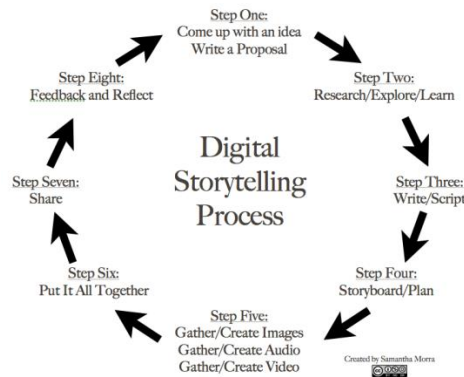 Step One:
Come up with an idea
Write a Proposal
Step Two:
Research/Explore/Learn
Step Three:
Write/Script
Step Four:
Storyboard/Plan
Step Five:
Gather/Create Images
Gather/Create Audio
Gather/Create Video
Step Six:
Put It All Together
Step Seven:
Share
Step Eight:
Feedback and Reflect
Digital
Storytelling
Process
Created by Samantha Morra